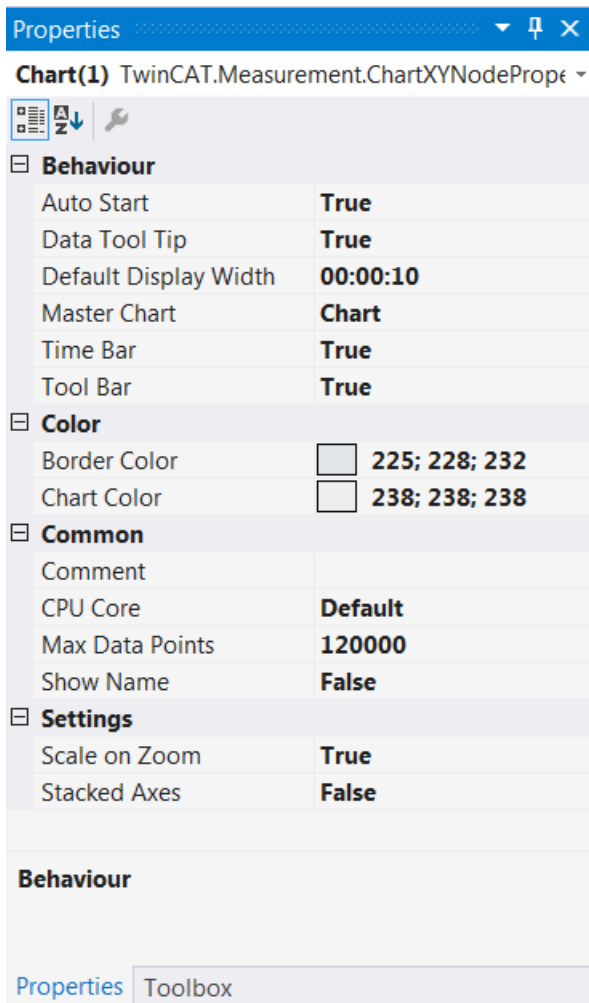 Properties
Chart(1) TwinCAT.Measurement.ChartXYNodePrope
Behaviour
Auto Start True
Data Tool Tip True
Default Display Width 00:00:10
Master Chart Chart
Time Bar True
Tool Bar True
Color
Border Color 225; 228; 232
Chart Color 238; 238; 238
Common
Comment
CPU Core Default
Max Data Points 120000
Show Name False
Settings
Scale on Zoom True
Stacked Axes False
Behaviour
Properties Toolbox